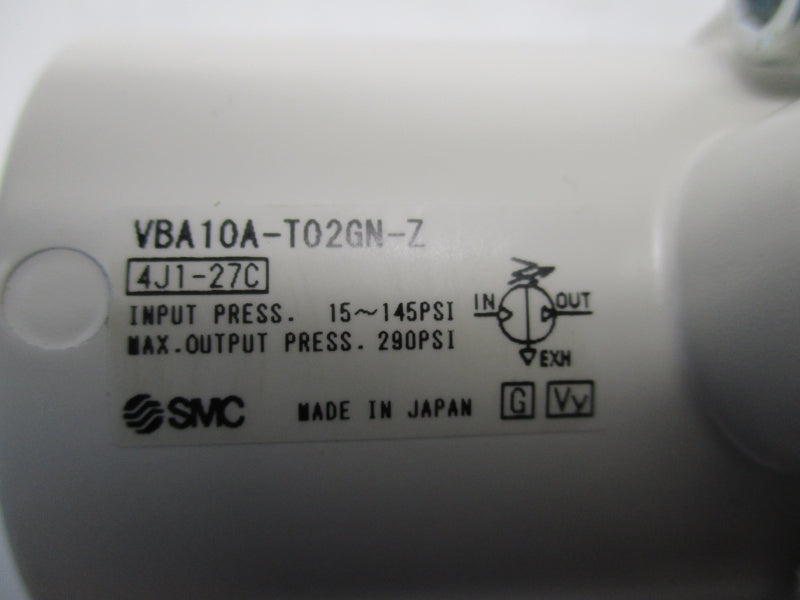 VBA10A-T02GN-Z
4J1-27C
INPUT PRESS. 15~145PSI
MAX.OUTPUT PRESS. 290PSI
IN OUT
EXH
SMC MADE IN JAPAN G Vy